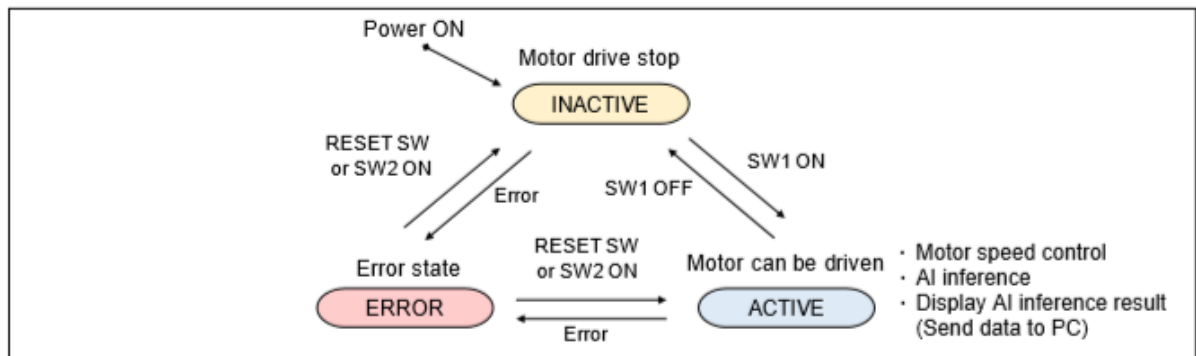 Power ON
Motor drive stop
INACTIVE
RESET SW
or SW2 ON
Error
SW1 OFF
SW1 ON
Error state
ERROR
RESET SW
or SW2 ON
Error
Motor can be driven
ACTIVE
・ Motor speed control
・ AI inference
・ Display AI inference result
(Send data to PC)